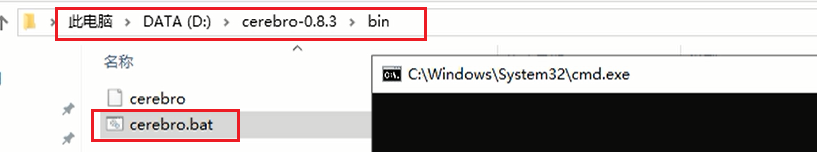 此电脑 > DATA (D:) > cerebro-0.8.3 > bin
名称
C:\Windows\System32\cmd.exe
cerebro
cerebro.bat